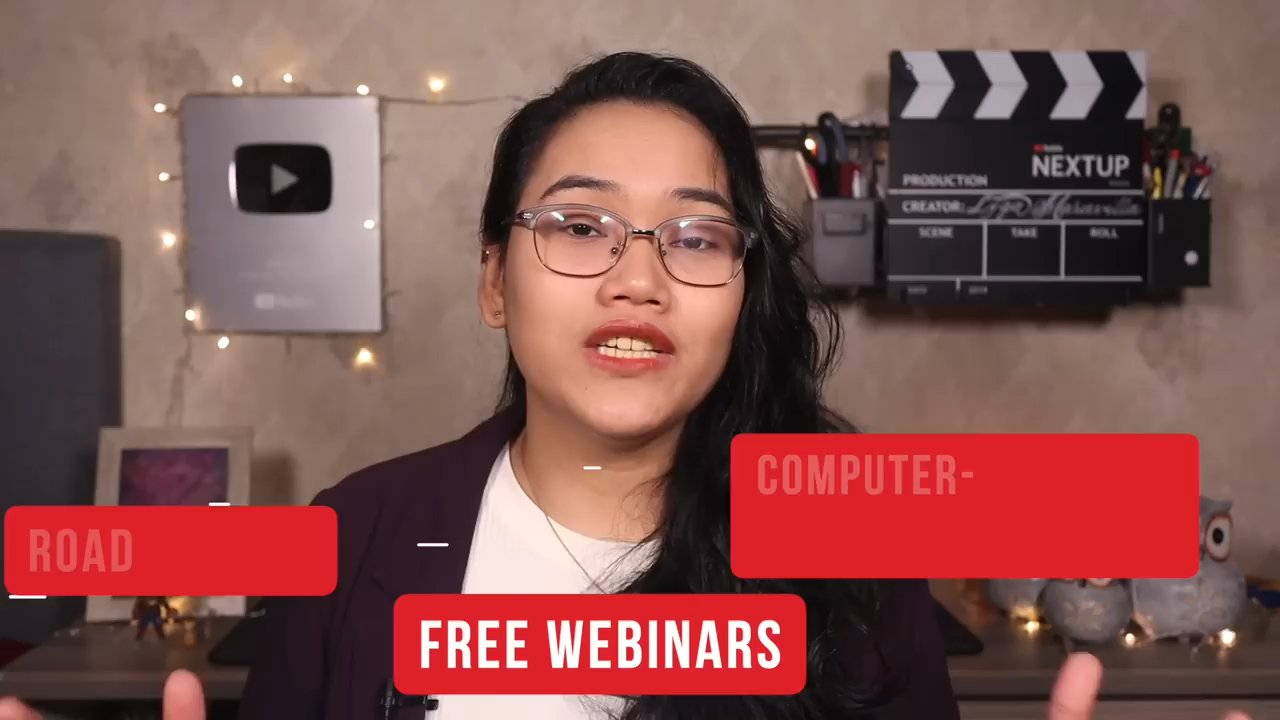 NEXTUP
PRODUCTION
CREATOR:
SCENE TAKE ROLL
COMPUTER-
ROAD
FREE WEBINARS